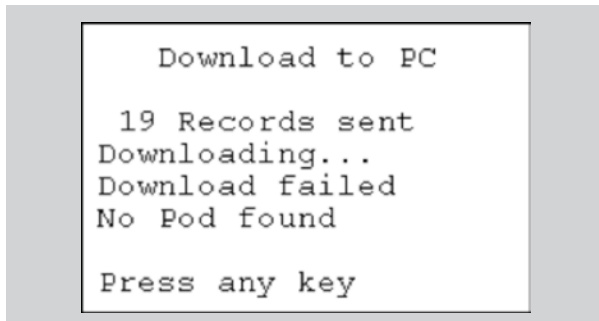 Download to PC
19 Records sent
Downloading...
Download failed
No Pod found
Press any key